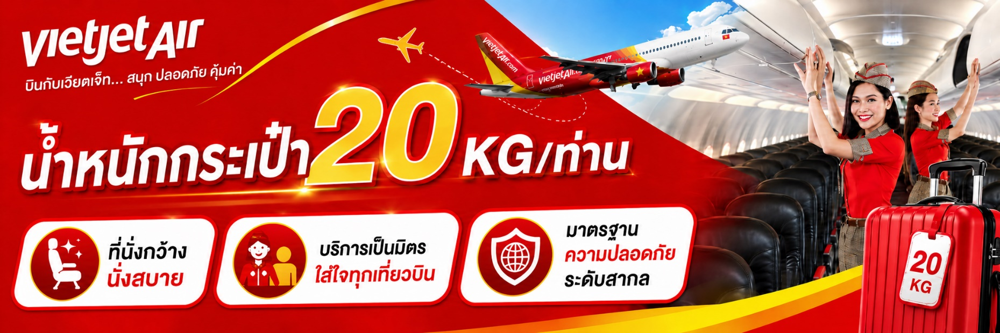 vietjet Air
บินกับเวียตเจ็ท... สนุก ปลอดภัย คุ้มค่า
น้ำหนักกระเป๋า 20 KG/ท่าน
vietjetAir.com
vietjetAir
ที่นั่งกว้าง
นั่งสบาย
บริการเป็นมิตร
ใส่ใจทุกเที่ยวบิน
มาตรฐาน
ความปลอดภัย
ระดับสากล
20
KG